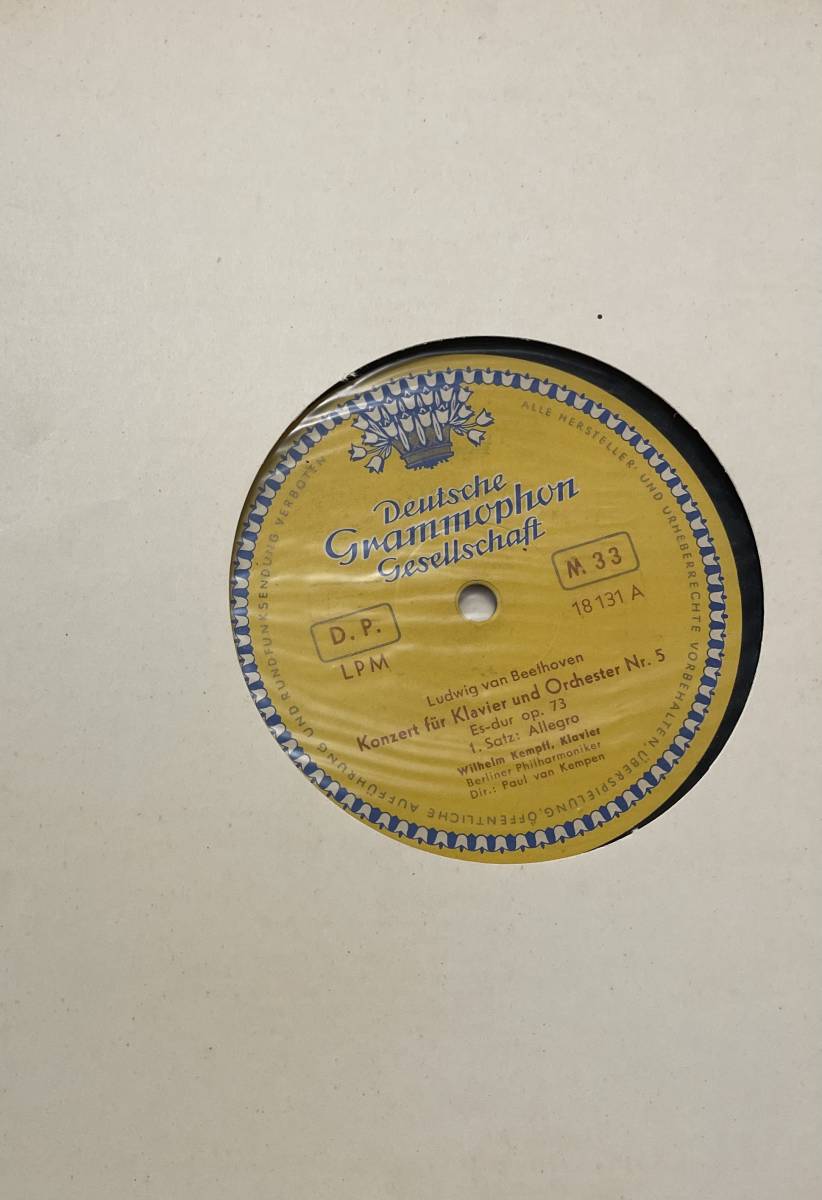 Deutsche
Grammophon
Gesellschaft
M. 33
18 131 A
D. P.
LPM
Ludwig van Beethoven
Konzert für Klavier und Orchester Nr. 5
Es-dur op. 73
1. Satz: Allegro
Wilhelm Kempff, Klavier
Berliner Philharmoniker
Dir.: Paul van Kempen
ALLE HERSTELLER- UND URHEBERRECHTE VORBEHALTEN, ÜBERSPIELUNG, ÖFFENTLICHE AUFFÜHRUNG UND RUNDFUNKSENDUNG VERBOTEN